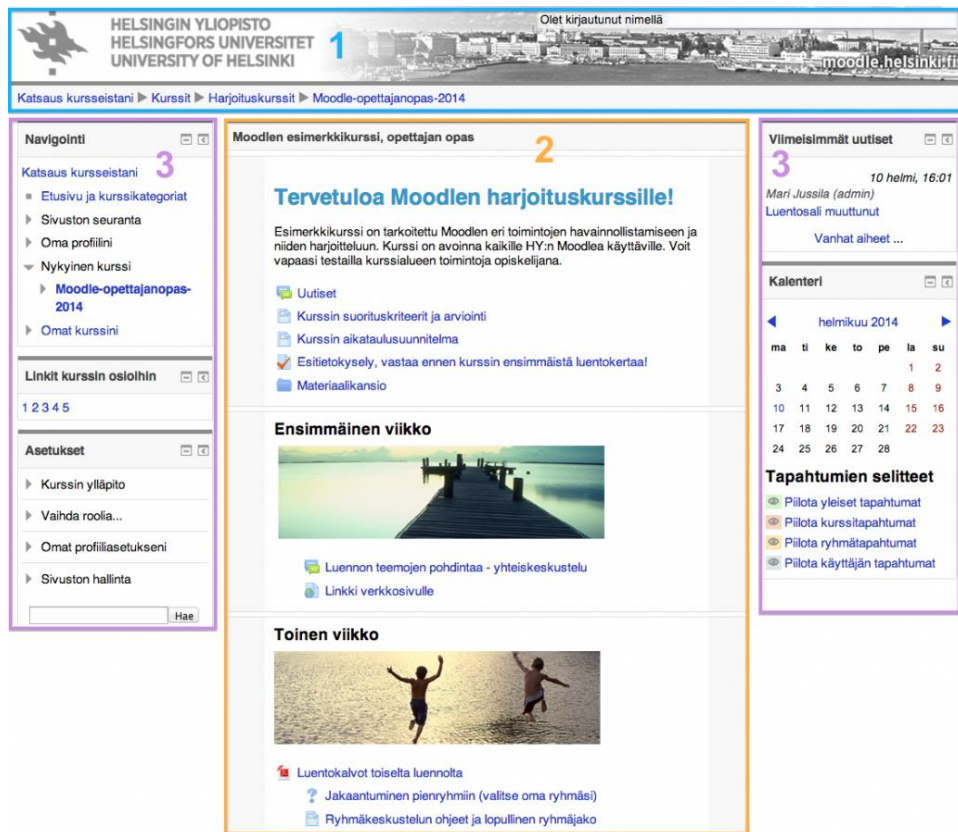 HELSINGIN YLIOPISTO
HELSINGFORS UNIVERSITET
UNIVERSITY OF HELSINKI
1
Olet kirjautunut nimellä
moodle.helsinki.fi
Katsaus kursseistani ▶ Kurssit ▶ Harjoituskurssit ▶ Moodle-opettajanopas-2014
Navigointi
3
Katsaus kursseistani
Etusivu ja kurssikategoriat
Sivuston seuranta
Oma profiilini
Nykyinen kurssi
Moodle-opettajanopas-
2014
Omat kurssini
Linkit kurssin osioihin
1 2 3 4 5
Asetukset
Kurssin ylläpito
Vaihda roolia...
Omat profiiliasetukseni
Sivuston hallinta
Hae
Moodlen esimerkkikurssi, opettajan opas
2
Tervetuloa Moodlen harjoituskurssille!
Esimerkkikurssi on tarkoitettu Moodlen eri toimintojen havainnollistamiseen ja
niiden harjoitteluun. Kurssi on avoinna kaikille HY:n Moodlea käyttäville. Voit
vapaasi testailla kurssialueen toimintoja opiskelijana.
Uutiset
Kurssin suorituskriteerit ja arviointi
Kurssin aikataulusuunnitelma
Esitietokysely, vastaa ennen kurssin ensimmäistä luentokertaa!
Materiaalikansio
Ensimmäinen viikko
Luennon teemojen pohdintaa - yhteiskeskustelu
Linkki verkkosivulle
Toinen viikko
Luentokalvot toiselta luennolta
Jakaantuminen pienryhmiin (valitse oma ryhmäsi)
Ryhmäkeskustelun ohjeet ja lopullinen ryhmäjako
Viimeisimmät uutiset
3
10 helmi, 16:01
Mari Jussila (admin)
Luentosali muuttunut
Vanhat aiheet ...
Kalenteri
helmikuu 2014
ma ti ke to pe la su
1 2
3 4 5 6 7 8 9
10 11 12 13 14 15 16
17 18 19 20 21 22 23
24 25 26 27 28
Tapahtumien selitteet
Piilota yleiset tapahtumat
Piilota kurssitapahtumat
Piilota ryhmätapahtumat
Piilota käyttäjän tapahtumat